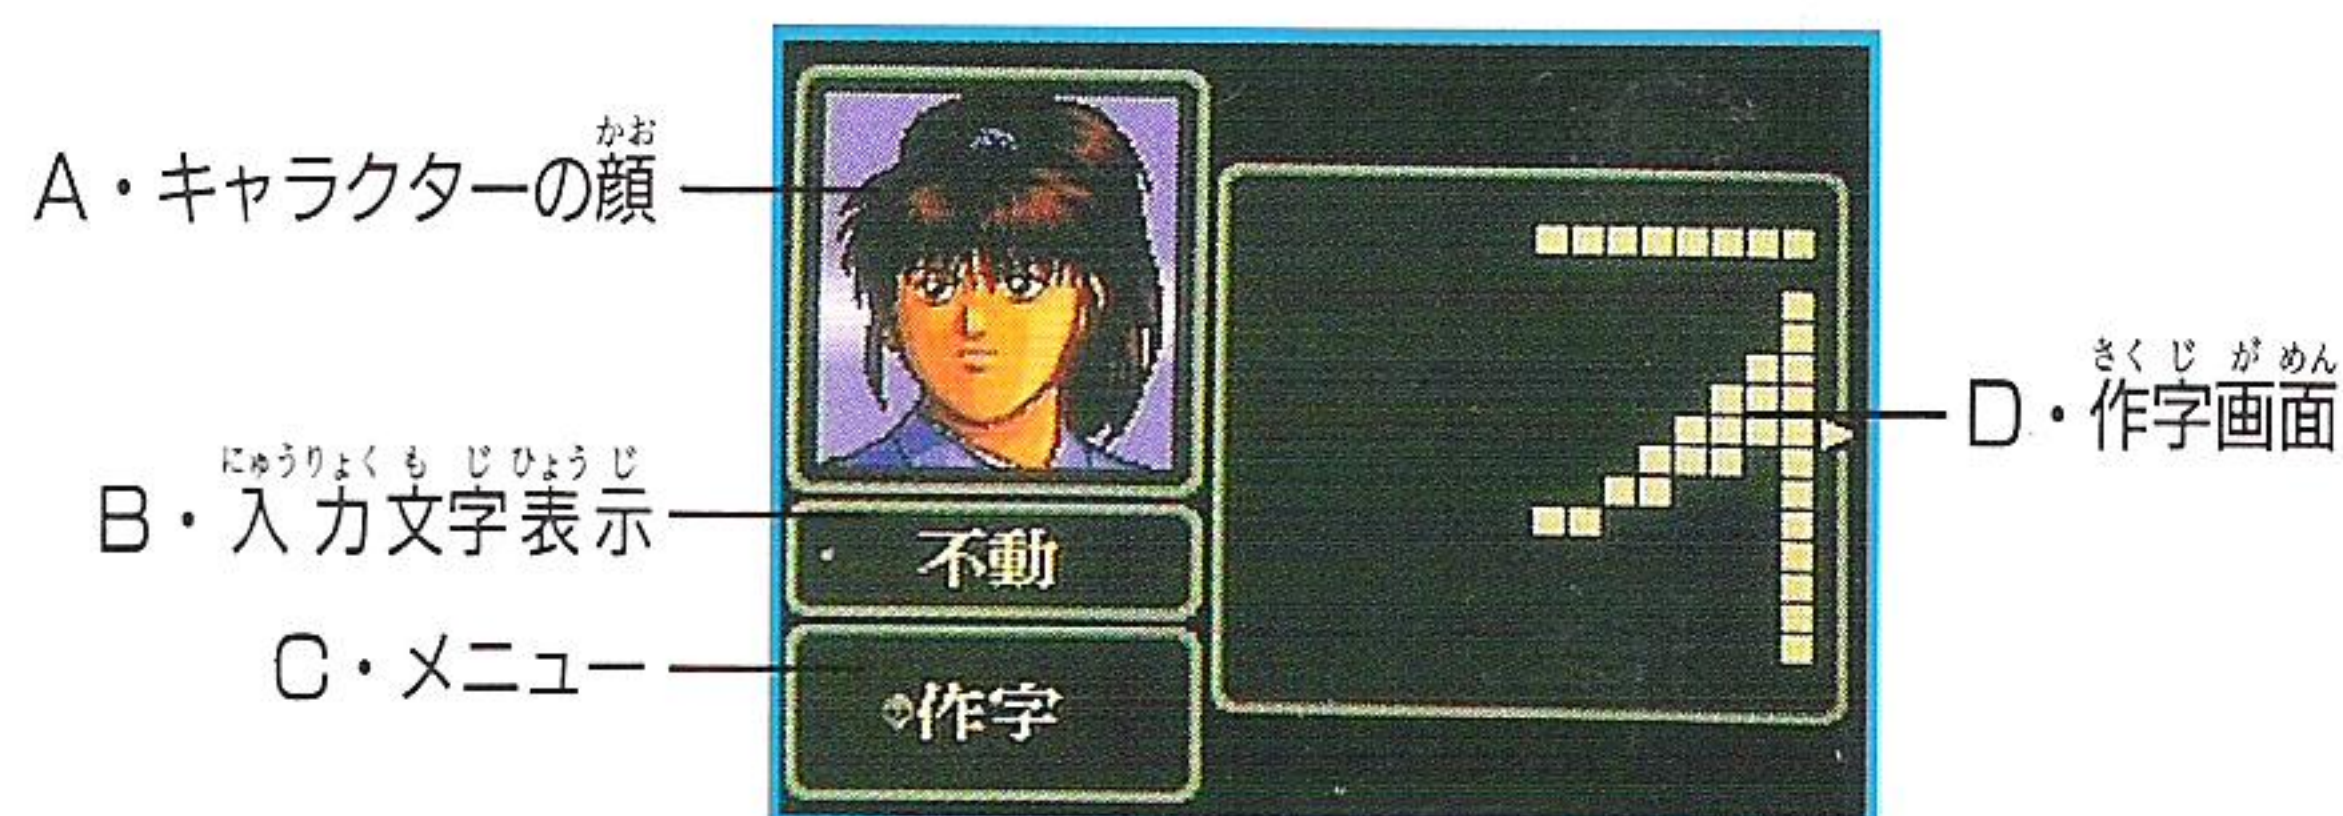 A・キャラクターの顔
かお
B・入力文字表示
にゅうりょくもじひょうじ
C・メニュー
D・作字画面
さくじがめん
不動
作字